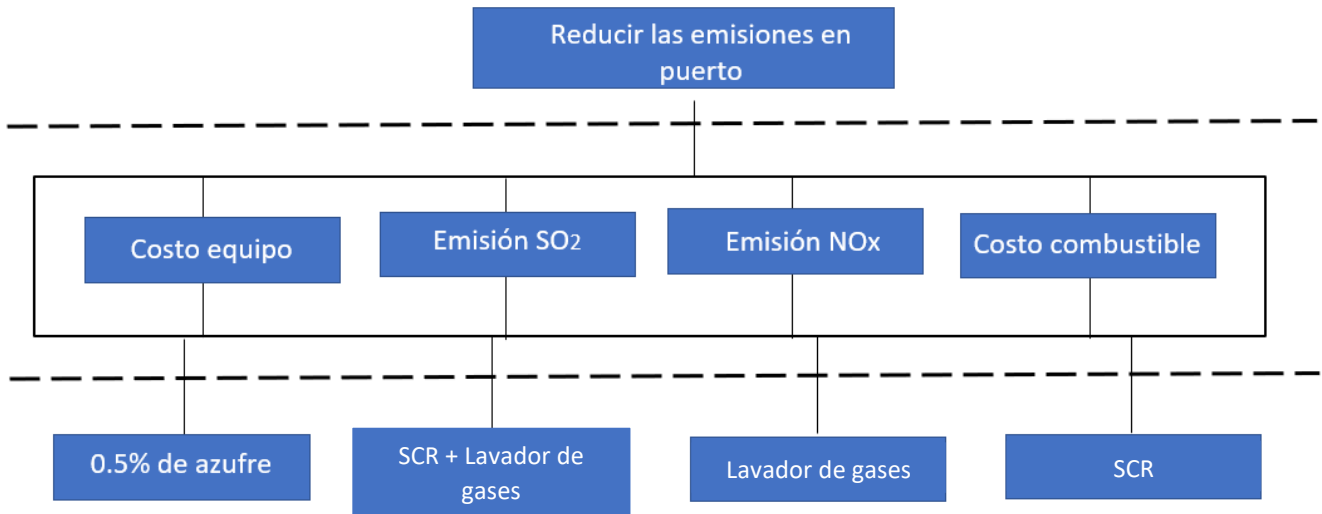 Reducir las emisiones en
puerto
Costo equipo
Emisión SO2
Emisión NOx
Costo combustible
0.5% de azufre
SCR + Lavador de
gases
Lavador de gases
SCR